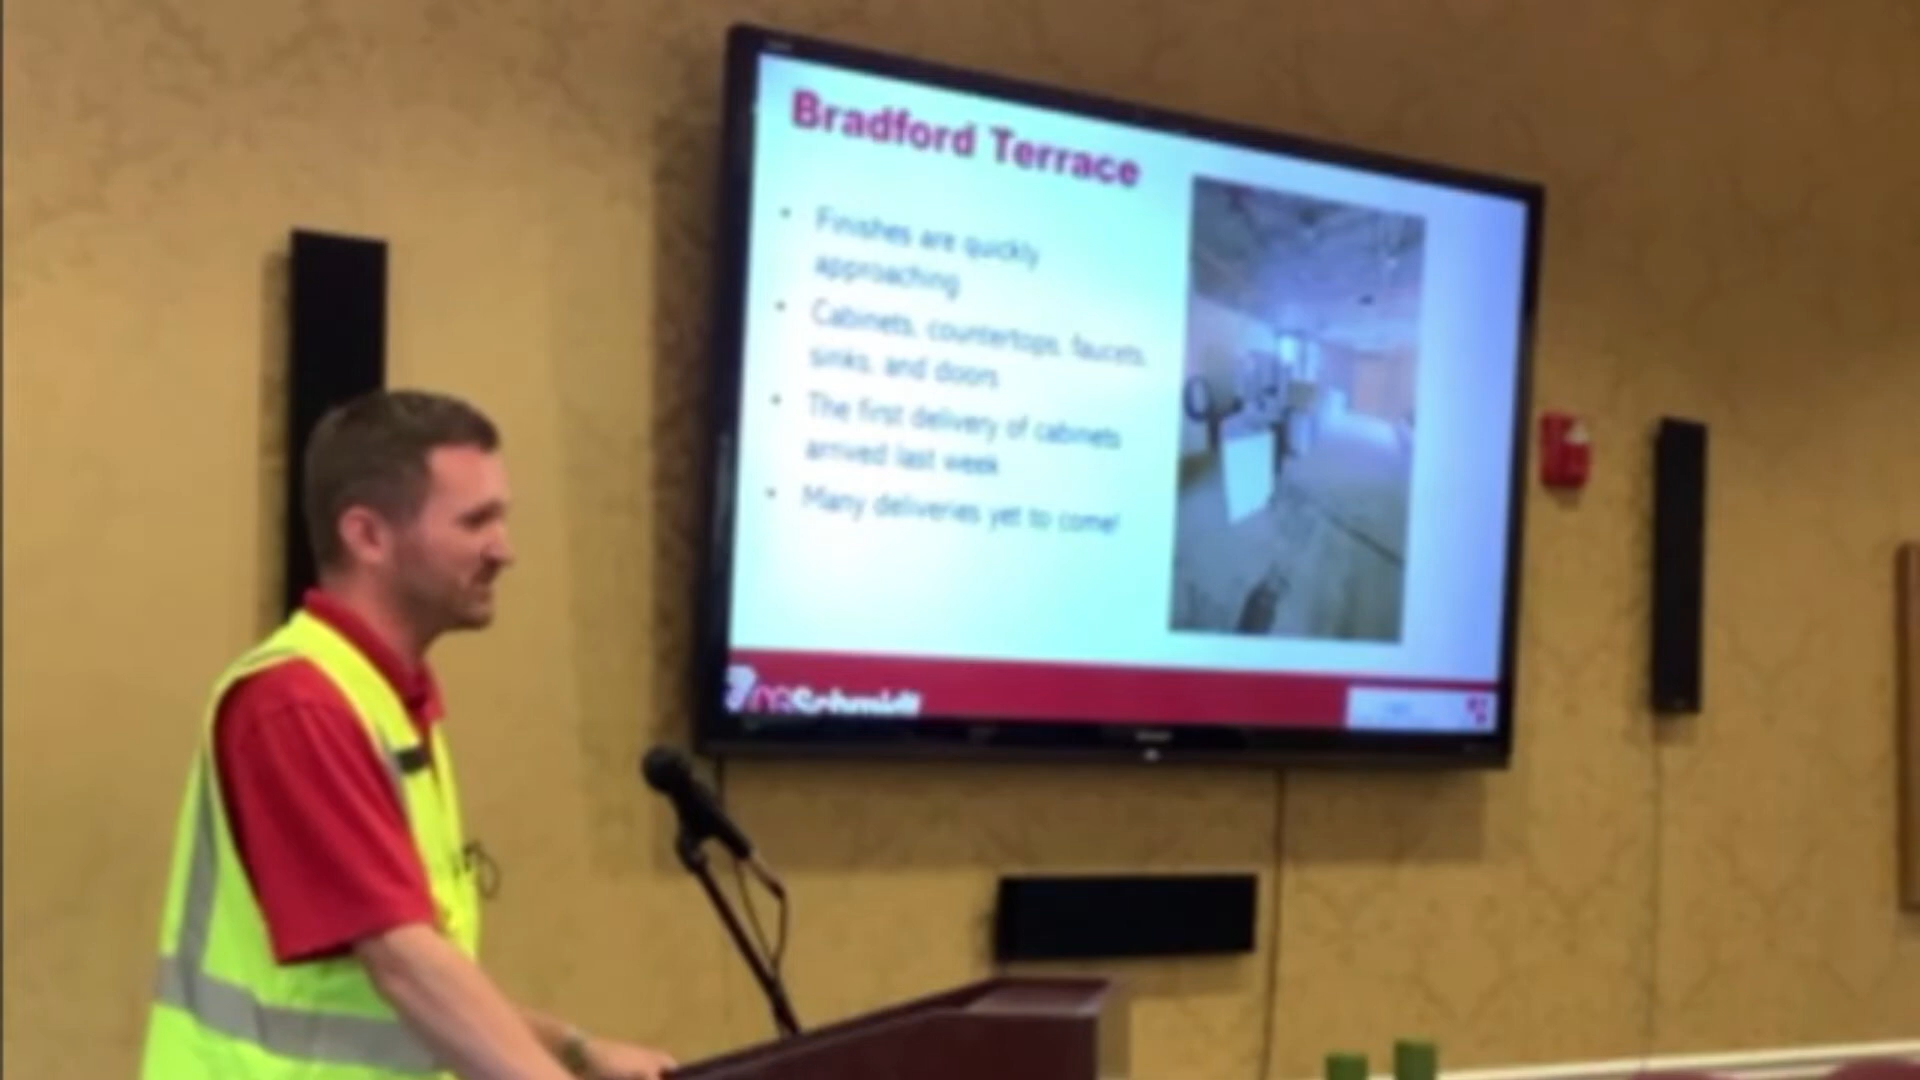 Bradford Terrace
• Finishes are quickly
approaching
• Cabinets, countertops, faucets,
sinks, and doors
• The first delivery of cabinets
arrived last week
• Many deliveries yet to come!
Schmidt